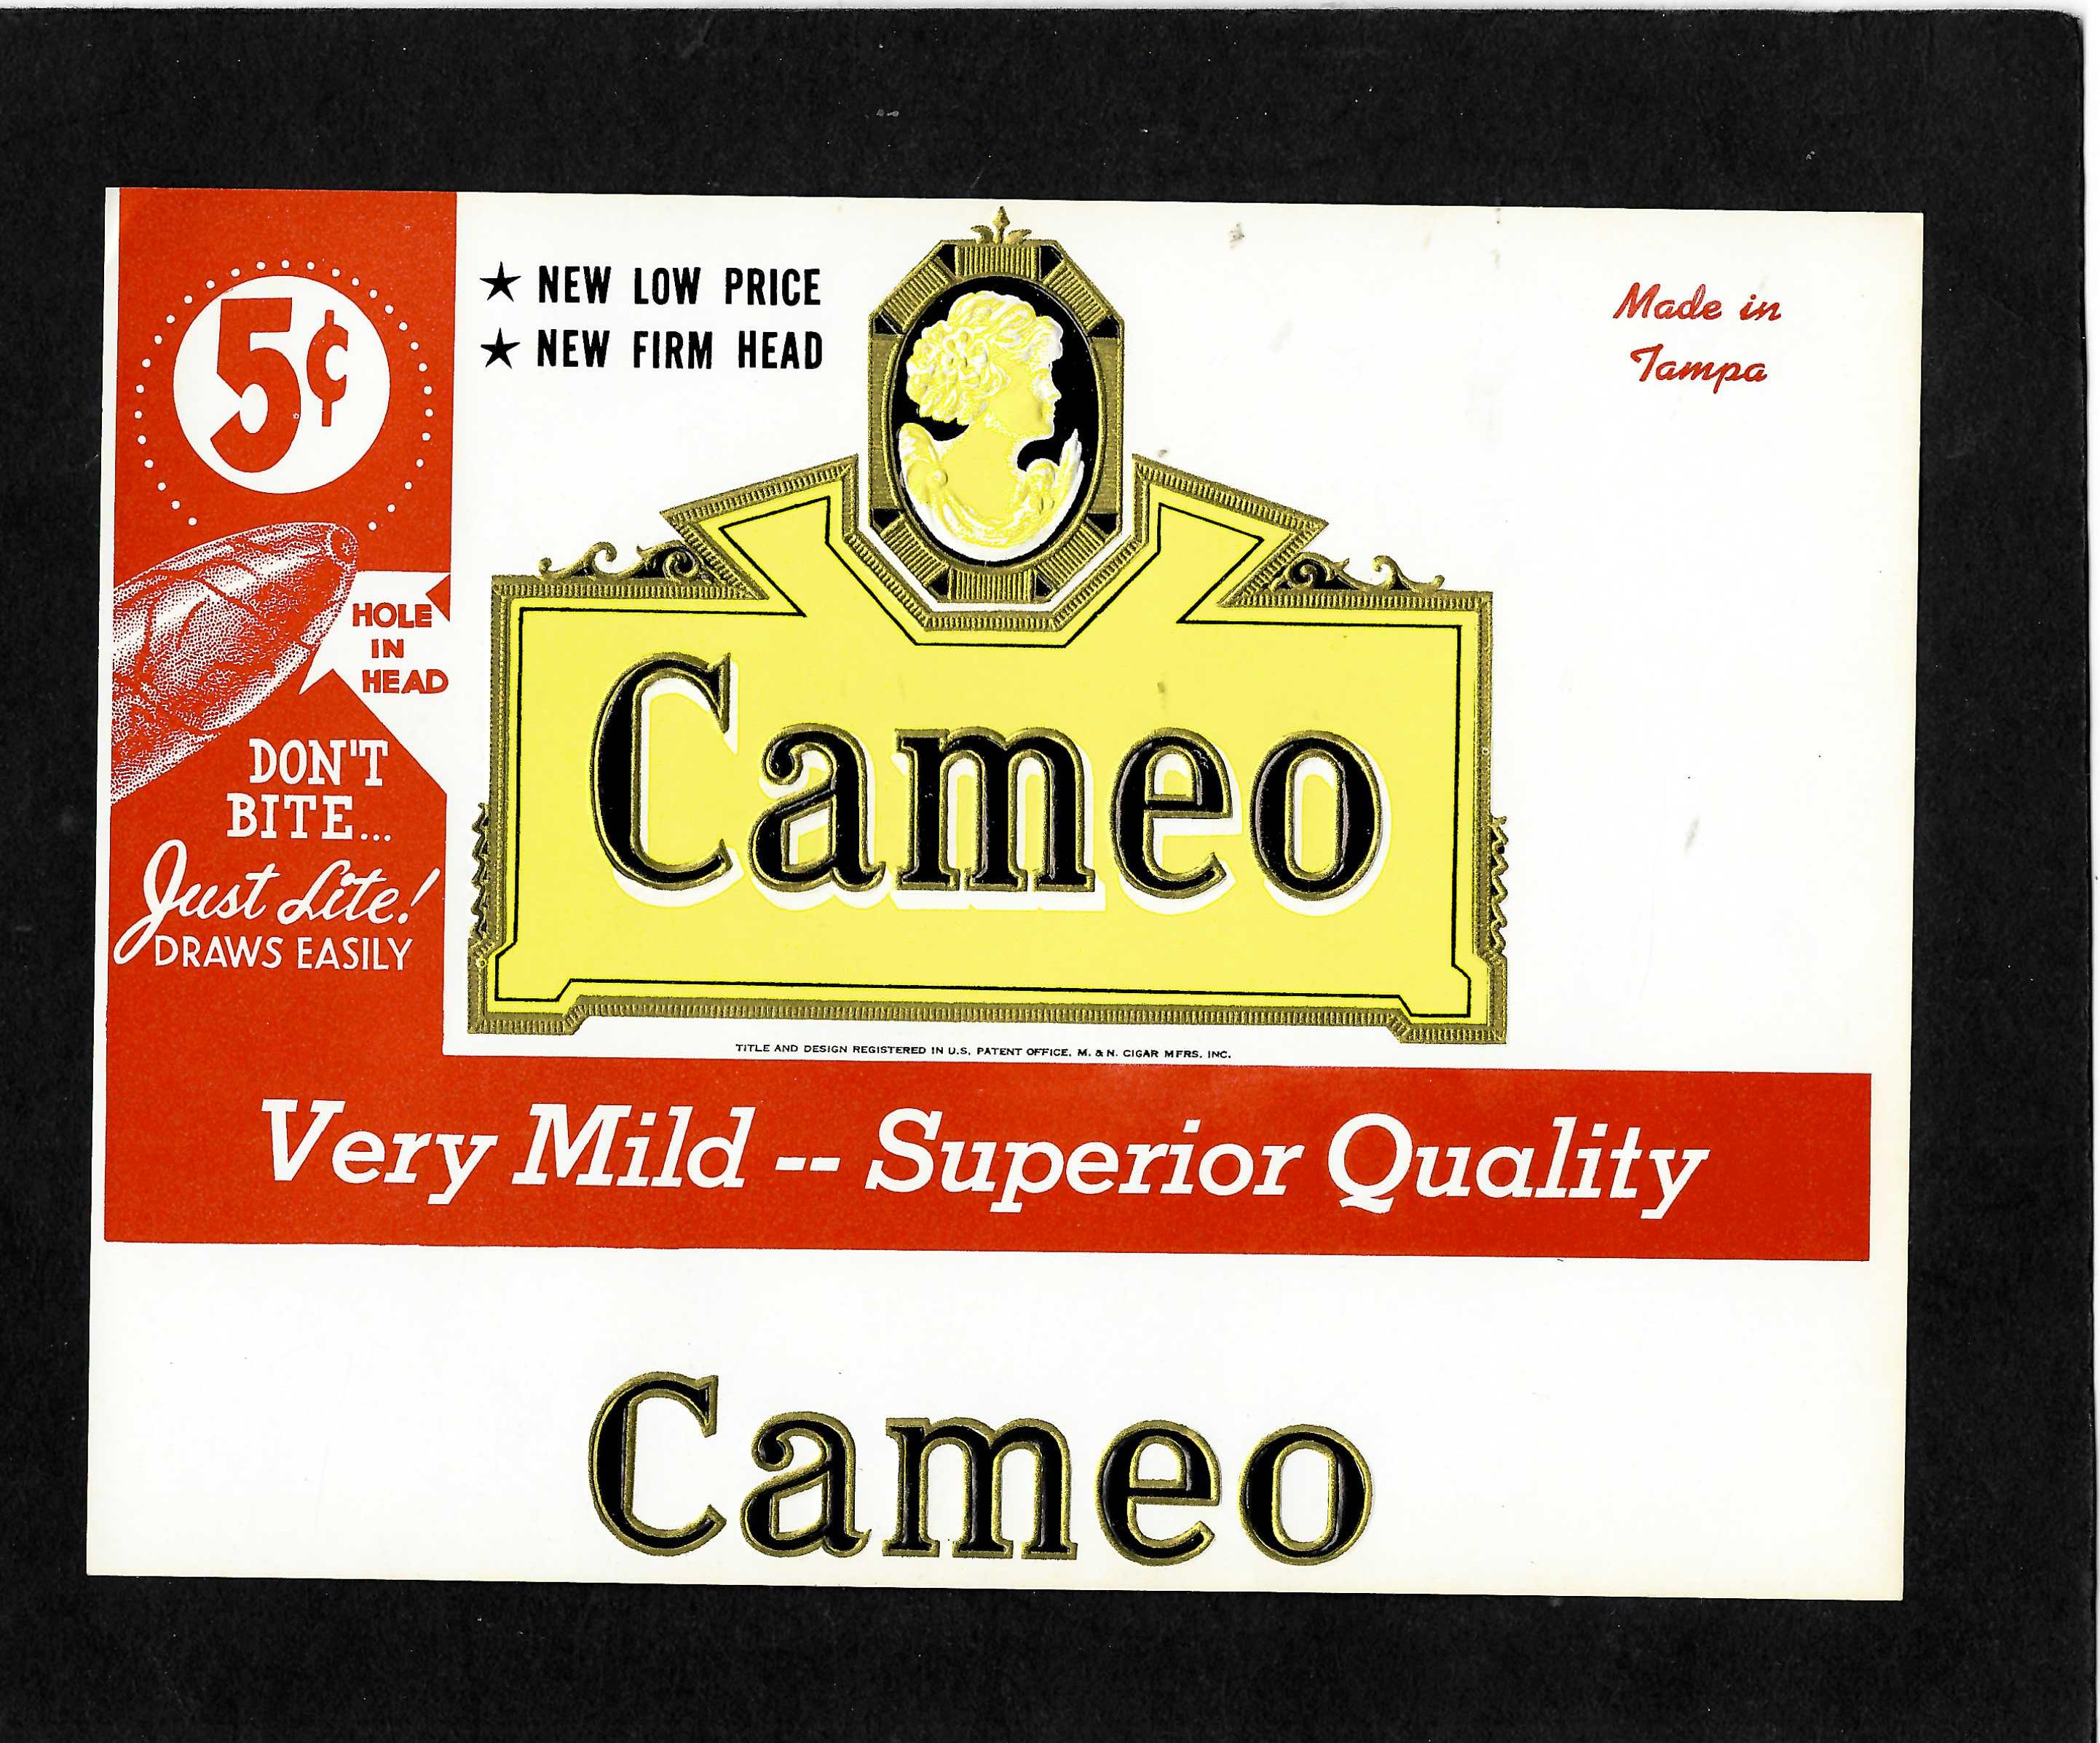 5¢
★ NEW LOW PRICE
★ NEW FIRM HEAD
Made in
Tampa
HOLE
IN
HEAD
DON'T
BITE...
Just Lite!
DRAWS EASILY
Cameo
TITLE AND DESIGN REGISTERED IN U.S. PATENT OFFICE. M. & N. CIGAR MFRS. INC.
Very Mild -- Superior Quality
Cameo